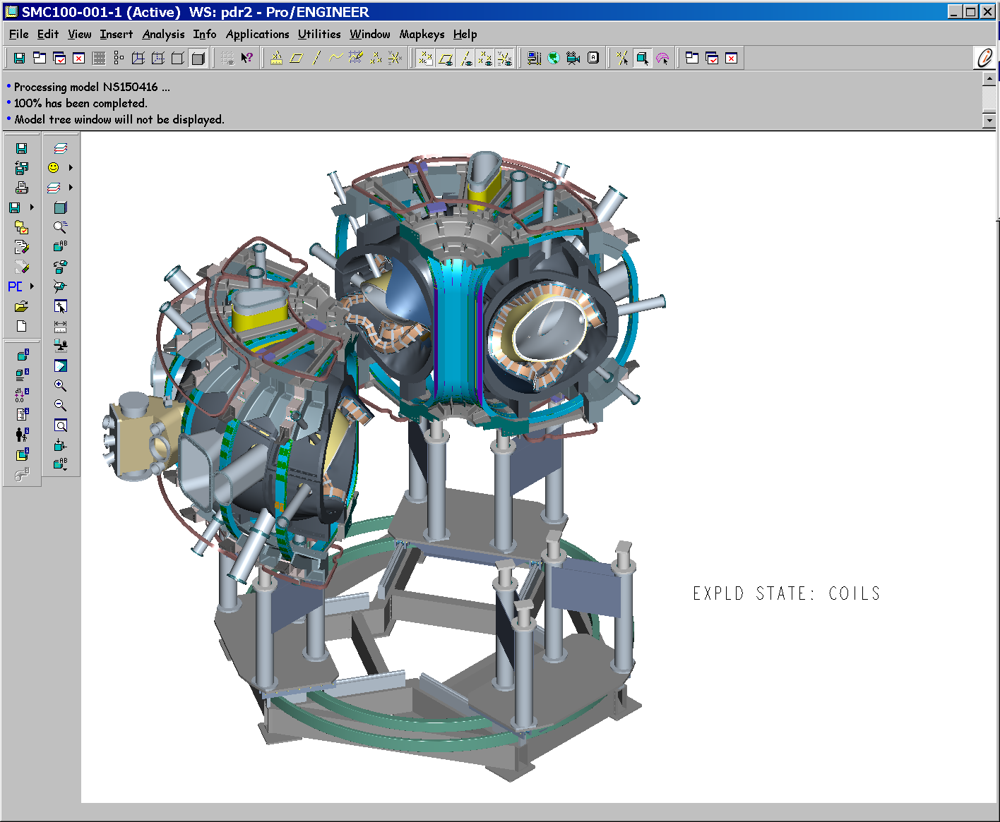 SMC100-001-1 (Active) WS: pdr2 - Pro/ENGINEER
File Edit View Insert Analysis Info Applications Utilities Window Mapkeys Help
Processing model NS150416 ...
100% has been completed.
Model tree window will not be displayed.
EXPLD STATE: COILS